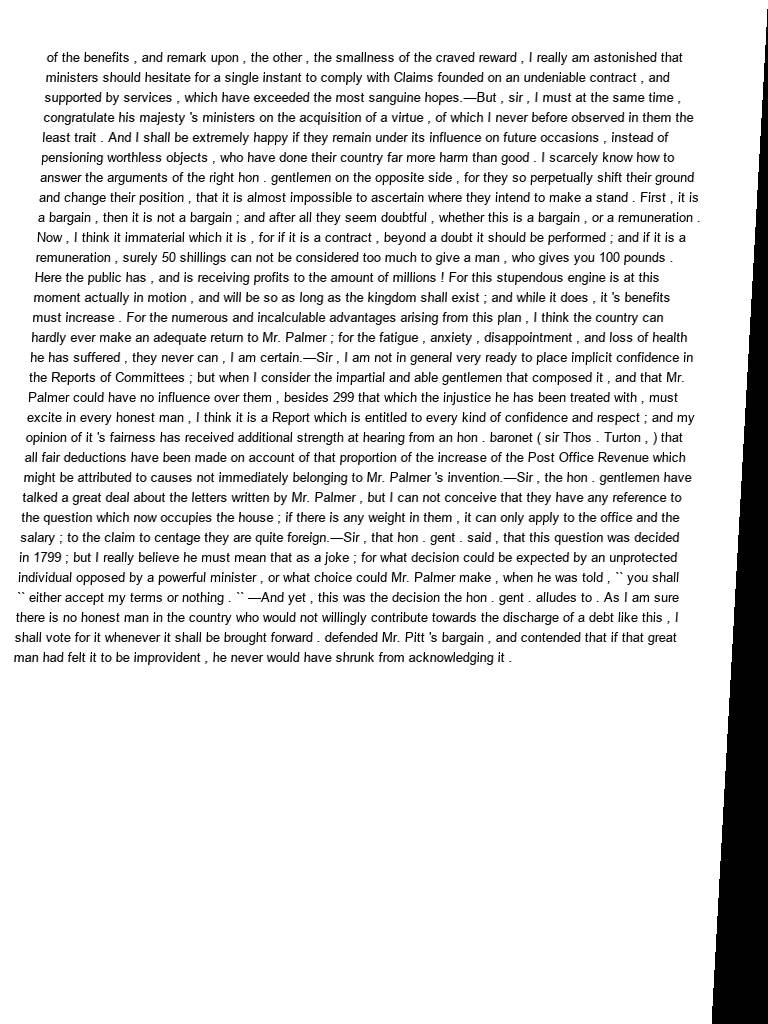 of the benefits , and remark upon , the other , the smallness of the craved reward , I really am astonished that
ministers should hesitate for a single instant to comply with Claims founded on an undeniable contract , and
supported by services , which have exceeded the most sanguine hopes.—But , sir , I must at the same time ,
congratulate his majesty 's ministers on the acquisition of a virtue , of which I never before observed in them the
least trait . And I shall be extremely happy if they remain under its influence on future occasions , instead of
pensioning worthless objects , who have done their country far more harm than good . I scarcely know how to
answer the arguments of the right hon . gentlemen on the opposite side , for they so perpetually shift their ground
and change their position , that it is almost impossible to ascertain where they intend to make a stand . First , it is
a bargain , then it is not a bargain ; and after all they seem doubtful , whether this is a bargain , or a remuneration .
Now , I think it immaterial which it is , for if it is a contract , beyond a doubt it should be performed ; and if it is a
remuneration , surely 50 shillings can not be considered too much to give a man , who gives you 100 pounds .
Here the public has , and is receiving profits to the amount of millions ! For this stupendous engine is at this
moment actually in motion , and will be so as long as the kingdom shall exist ; and while it does , it 's benefits
must increase . For the numerous and incalculable advantages arising from this plan , I think the country can
hardly ever make an adequate return to Mr. Palmer ; for the fatigue , anxiety , disappointment , and loss of health
he has suffered , they never can , I am certain.—Sir , I am not in general very ready to place implicit confidence in
the Reports of Committees ; but when I consider the impartial and able gentlemen that composed it , and that Mr.
Palmer could have no influence over them , besides 299 that which the injustice he has been treated with , must
excite in every honest man , I think it is a Report which is entitled to every kind of confidence and respect ; and my
opinion of it 's fairness has received additional strength at hearing from an hon . baronet ( sir Thos . Turton , ) that
all fair deductions have been made on account of that proportion of the increase of the Post Office Revenue which
might be attributed to causes not immediately belonging to Mr. Palmer 's invention.—Sir , the hon . gentlemen have
talked a great deal about the letters written by Mr. Palmer , but I can not conceive that they have any reference to
the question which now occupies the house ; if there is any weight in them , it can only apply to the office and the
salary ; to the claim to centage they are quite foreign.—Sir , that hon . gent . said , that this question was decided
in 1799 ; but I really believe he must mean that as a joke ; for what decision could be expected by an unprotected
individual opposed by a powerful minister , or what choice could Mr. Palmer make , when he was told , `` you shall
`` either accept my terms or nothing . `` —And yet , this was the decision the hon . gent . alludes to . As I am sure
there is no honest man in the country who would not willingly contribute towards the discharge of a debt like this , I
shall vote for it whenever it shall be brought forward . defended Mr. Pitt 's bargain , and contended that if that great
man had felt it to be improvident , he never would have shrunk from acknowledging it .